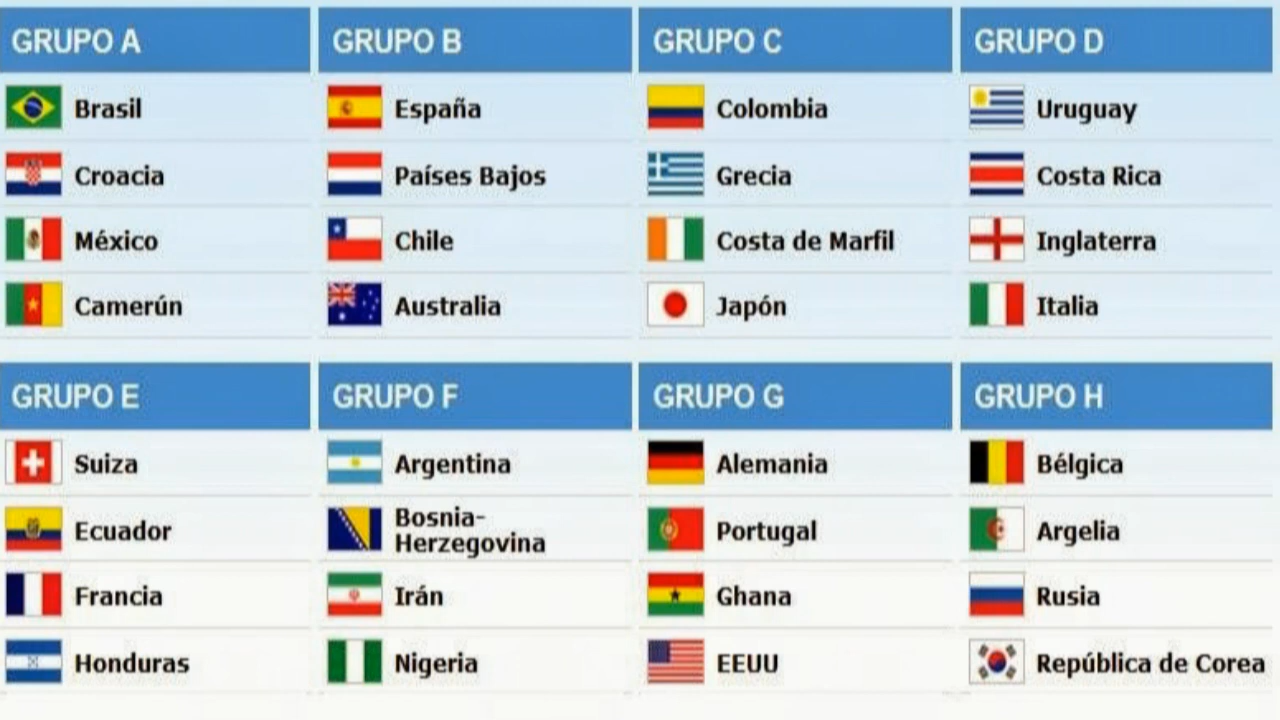 GRUPO A
Brasil
Croacia
México
Camerún
GRUPO B
España
Países Bajos
Chile
Australia
GRUPO C
Colombia
Grecia
Costa de Marfil
Japón
GRUPO D
Uruguay
Costa Rica
Inglaterra
Italia
GRUPO E
Suiza
Ecuador
Francia
Honduras
GRUPO F
Argentina
Bosnia-
Herzegovina
Irán
Nigeria
GRUPO G
Alemania
Portugal
Ghana
EEUU
GRUPO H
Bélgica
Argelia
Rusia
República de Corea